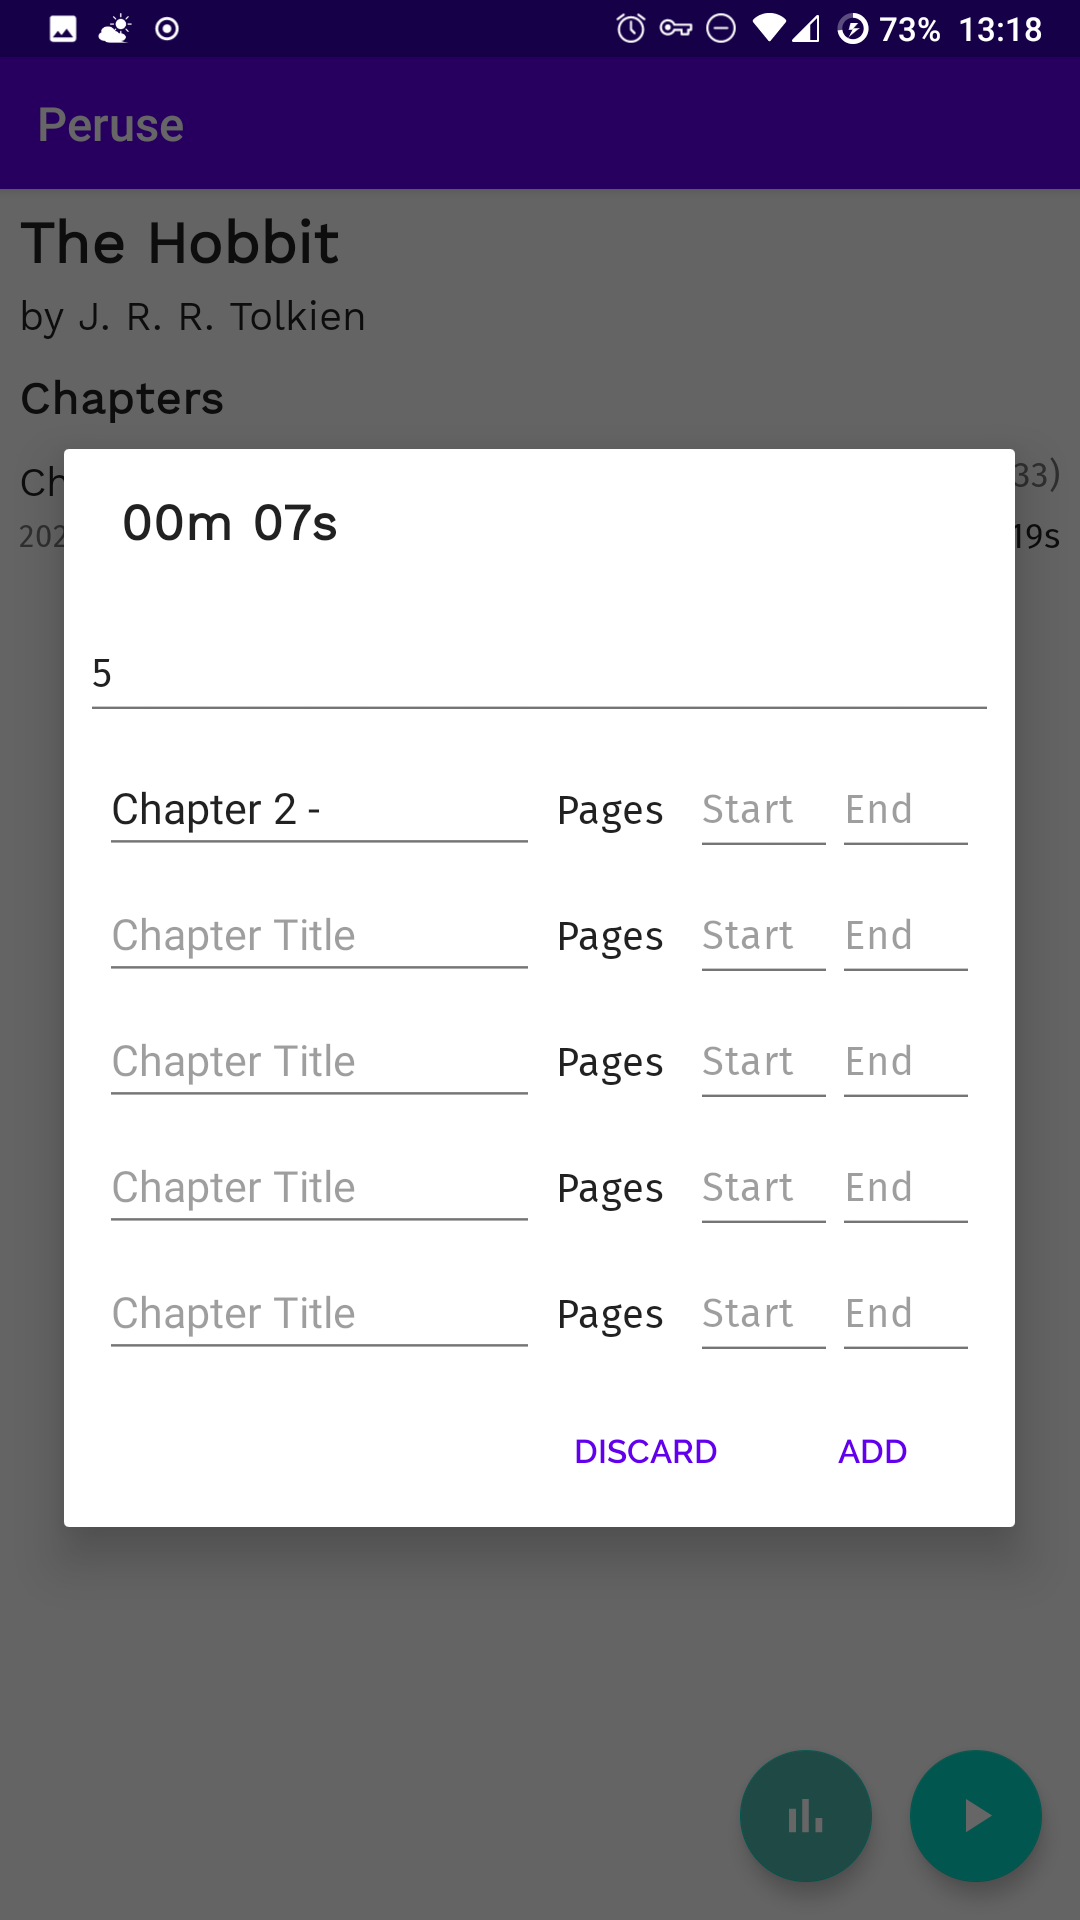 73% 13:18
Peruse
The Hobbit
by J. R. R. Tolkien
Chapters
Ch 33)
202 19s
00m 07s
5
Chapter 2 - Pages Start End
Chapter Title Pages Start End
Chapter Title Pages Start End
Chapter Title Pages Start End
Chapter Title Pages Start End
DISCARD ADD